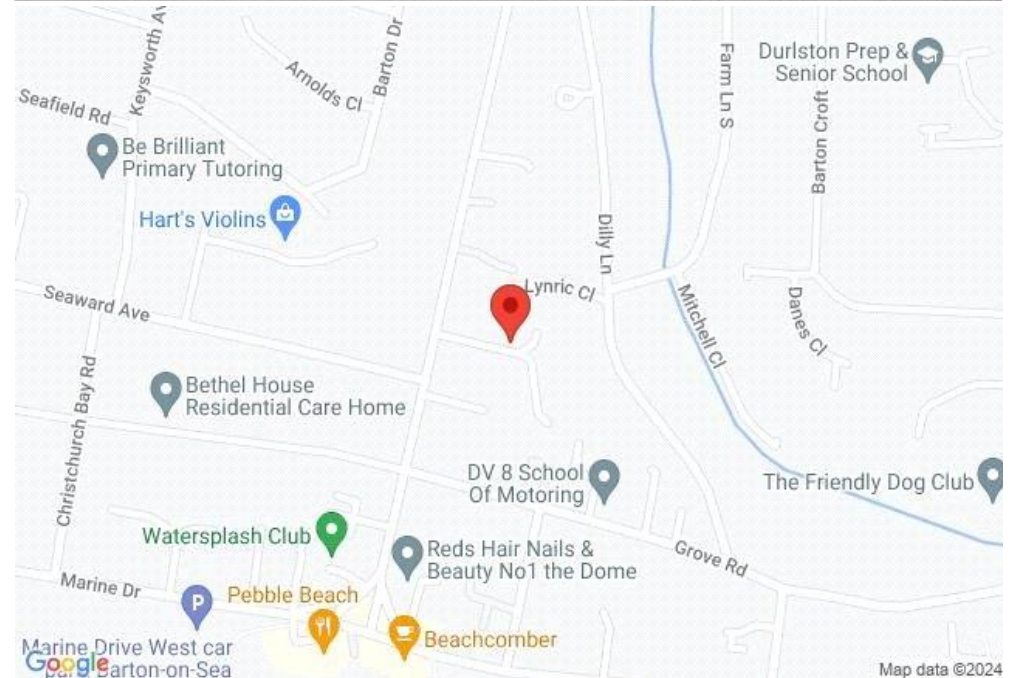 Keysworth Av
Barton Dr
Arnolds Cl
Seafield Rd
Be Brilliant
Primary Tutoring
Hart's Violins
Farm Ln S
Durlston Prep &
Senior School
Barton Croft
Dilly Ln
Lynric Cl
Seaward Ave
Mitchell Cl
Danes Cl
Christchurch Bay Rd
Bethel House
Residential Care Home
DV 8 School
Of Motoring
The Friendly Dog Club
Watersplash Club
Reds Hair Nails &
Beauty No1 the Dome
Grove Rd
Marine Dr
P
Pebble Beach
Beachcomber
Marine Drive West car
park Barton-on-Sea
Google
Map data ©2024